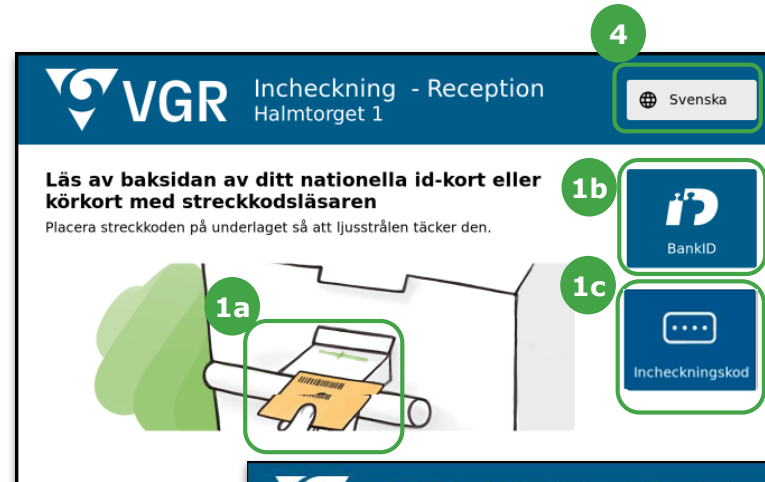 4
VGR
Incheckning - Reception
Halmtorget 1
Svenska
Läs av baksidan av ditt nationella id-kort eller
körkort med streckkodsläsaren
Placera streckkoden på underlaget så att ljusstrålen täcker den.
1b
BankID
1a
1c
Incheckningskod